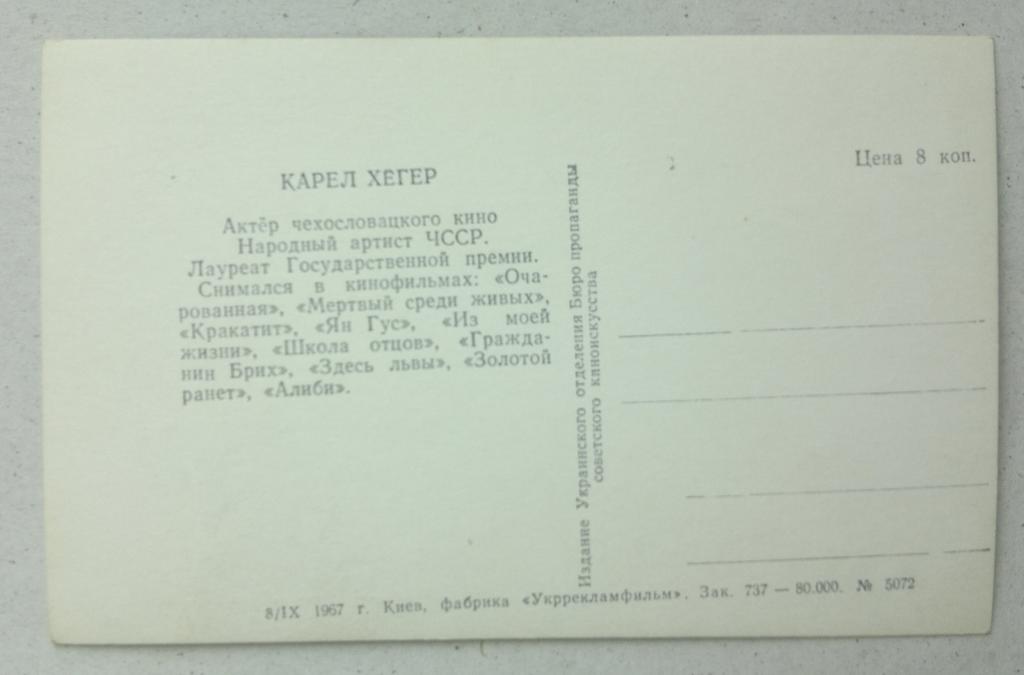 КАРЕЛ ХЕГЕР
Актёр чехословацкого кино
Народный артист ЧССР.
Лауреат Государственной премии.
Снимался в кинофильмах: «Оча-
рованная», «Мертвый среди живых»,
«Кракатит», «Ян Гус», «Из моей
жизни», «Школа отцов», «Гражда-
нин Брих», «Здесь львы», «Золотой
ранет», «Алиби».
Издание Украинского отделения Бюро пропаганды
советского киноискусства
Цена 8 коп.
8/IX 1967 г. Киев, фабрика «Укррекламфильм». Зак. 737 — 80.000. № 5072